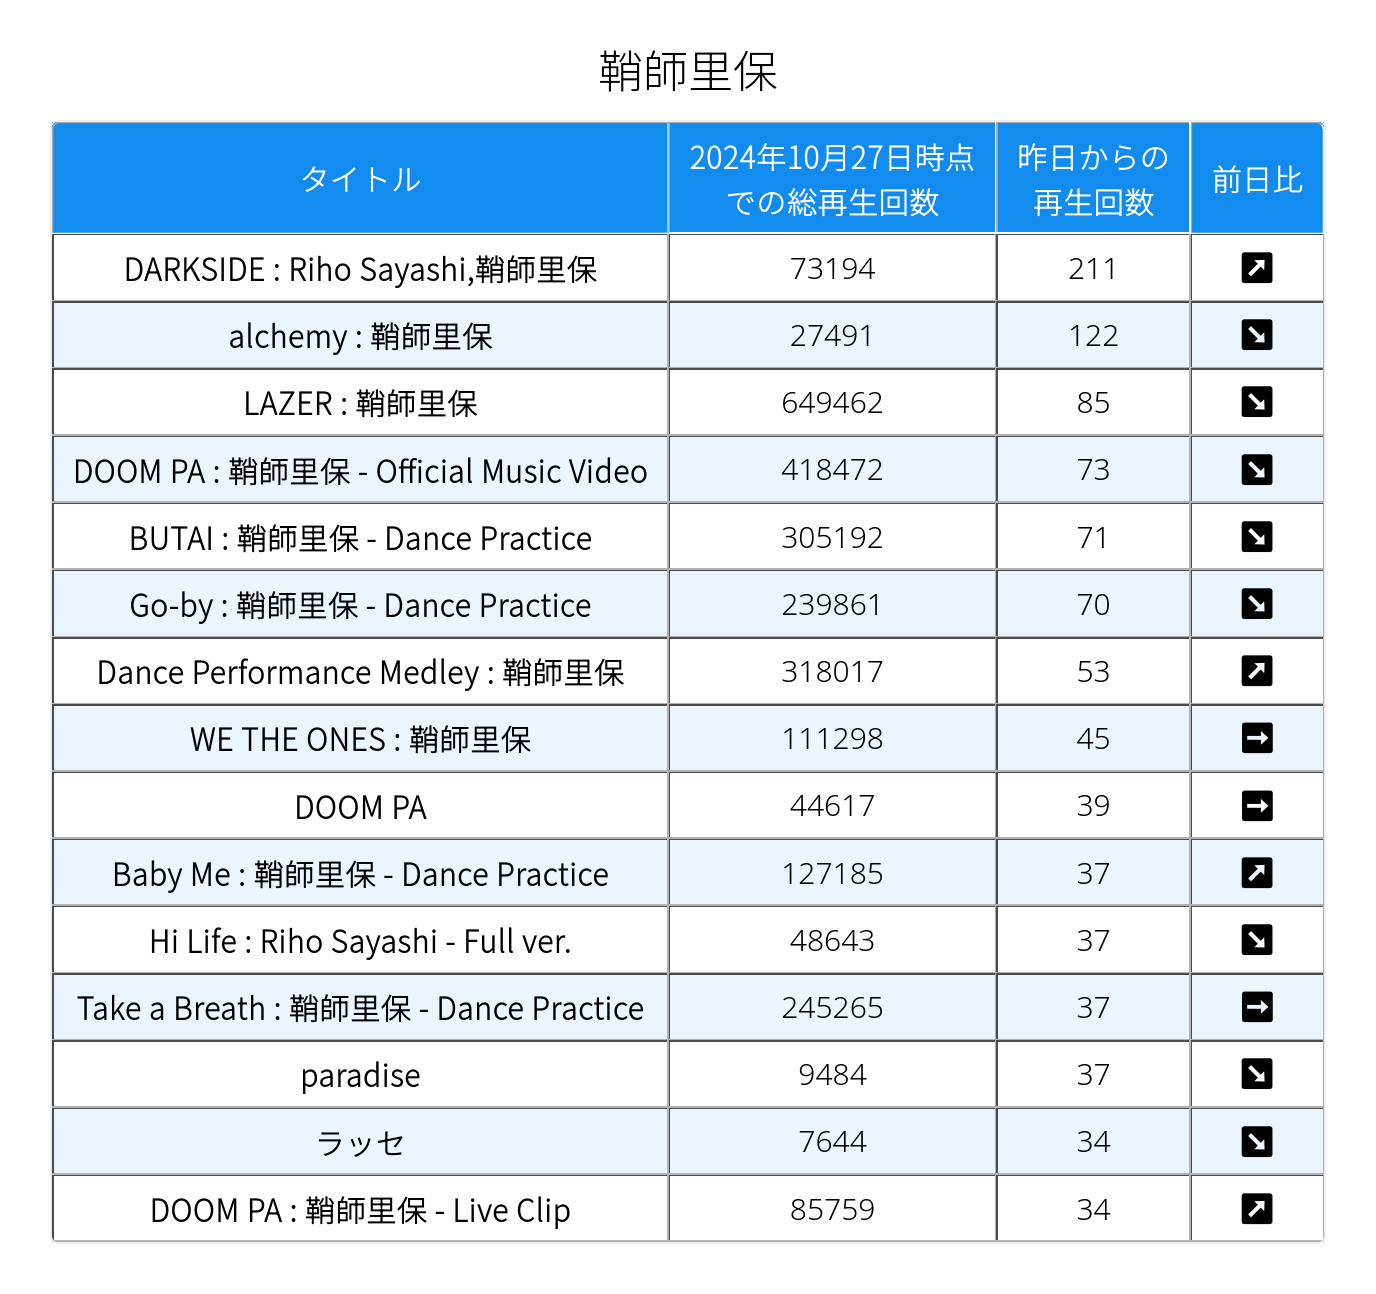 鞘師里保
タイトル
2024年10月27日時点
での総再生回数
昨日からの
再生回数
前日比
DARKSIDE : Riho Sayashi,鞘師里保 73194 211
alchemy : 鞘師里保 27491 122
LAZER : 鞘師里保 649462 85
DOOM PA : 鞘師里保 - Official Music Video 418472 73
BUTAI : 鞘師里保 - Dance Practice 305192 71
Go-by : 鞘師里保 - Dance Practice 239861 70
Dance Performance Medley : 鞘師里保 318017 53
WE THE ONES : 鞘師里保 111298 45
DOOM PA 44617 39
Baby Me : 鞘師里保 - Dance Practice 127185 37
Hi Life : Riho Sayashi - Full ver. 48643 37
Take a Breath : 鞘師里保 - Dance Practice 245265 37
paradise 9484 37
ラッセ 7644 34
DOOM PA : 鞘師里保 - Live Clip 85759 34